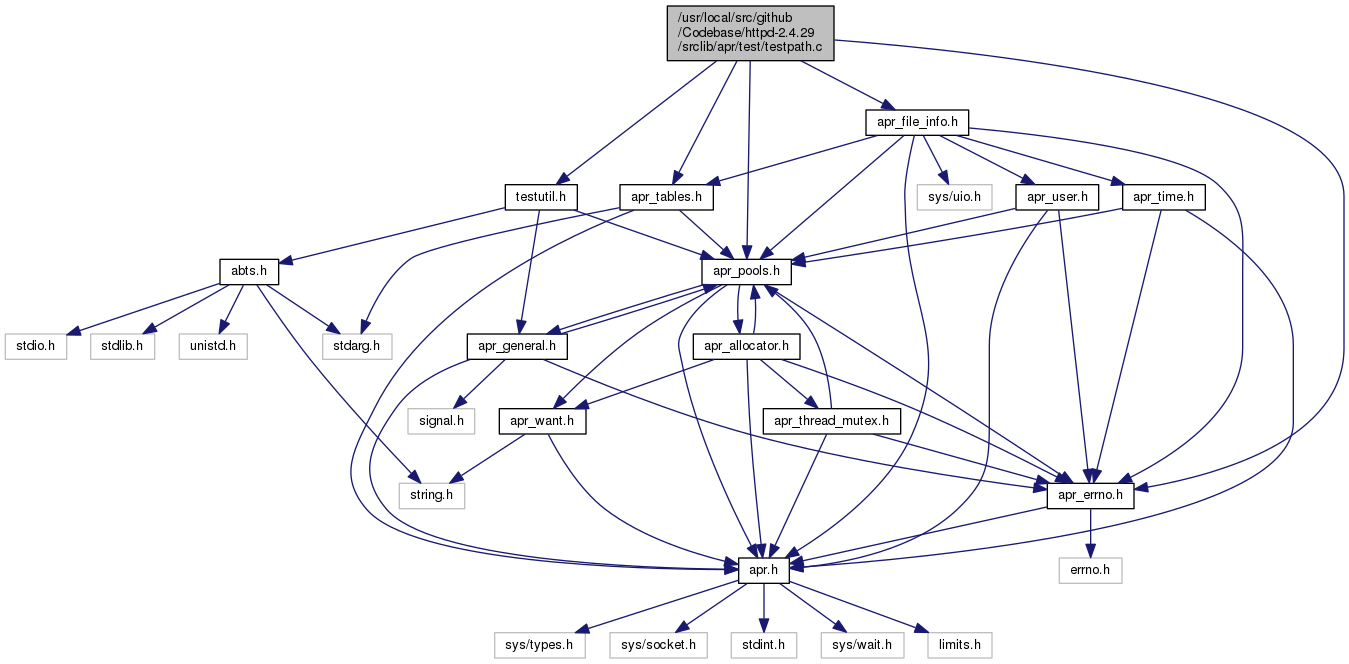 /usr/local/src/github
/Codebase/httpd-2.4.29
/srclib/apr/test/testpath.c
apr_file_info.h
testutil.h
apr_tables.h
sys/uio.h
apr_user.h
apr_time.h
abts.h
apr_pools.h
stdio.h
stdlib.h
unistd.h
stdarg.h
apr_general.h
apr_allocator.h
signal.h
apr_want.h
apr_thread_mutex.h
string.h
apr_errno.h
apr.h
errno.h
sys/types.h
sys/socket.h
stdint.h
sys/wait.h
limits.h